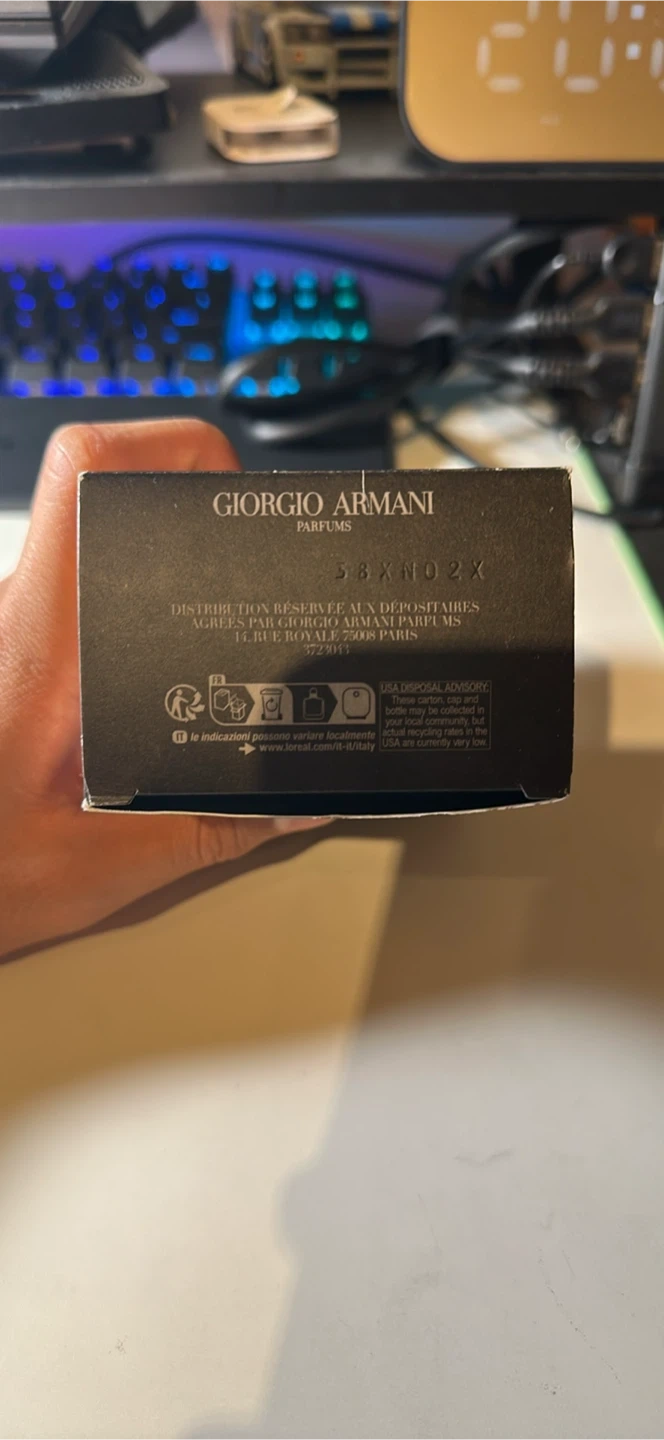 GIORGIO ARMANI
PARFUMS
38XN02X
DISTRIBUTION RÉSERVÉE AUX DÉPOSITAIRES
AGRÉÉS PAR GIORGIO ARMANI PARFUMS
14, RUE ROYALE 75008 PARIS
3723043
FR
USA DISPOSAL ADVISORY:
These carton, cap and
bottle may be collected in
your local community, but
actual recycling rates in the
USA are currently very low.
IT le indicazioni possono variare localmente
www.loreal.com/it-it/italy